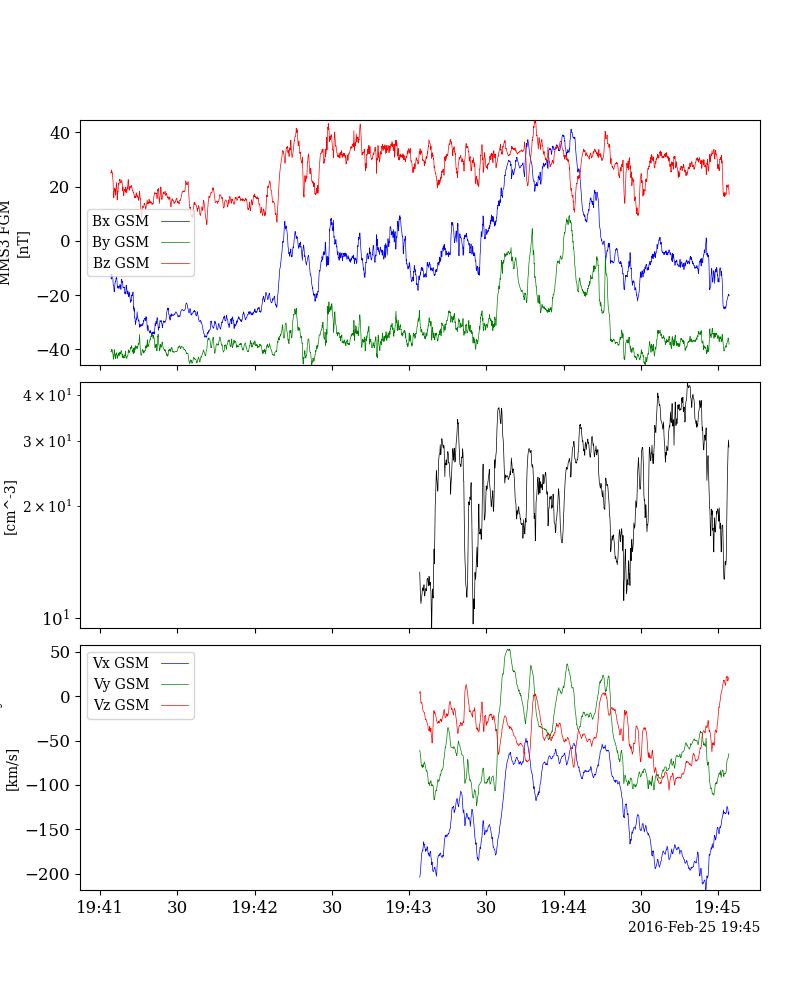 40
20
0
−20
−40
MMS3 FGM
[nT]
Bx GSM
By GSM
Bz GSM
4 × 10¹
3 × 10¹
2 × 10¹
10¹
[cm^-3]
50
0
−50
−100
−150
−200
[km/s]
Vx GSM
Vy GSM
Vz GSM
19:41 30 19:42 30 19:43 30 19:44 30 19:45
2016-Feb-25 19:45